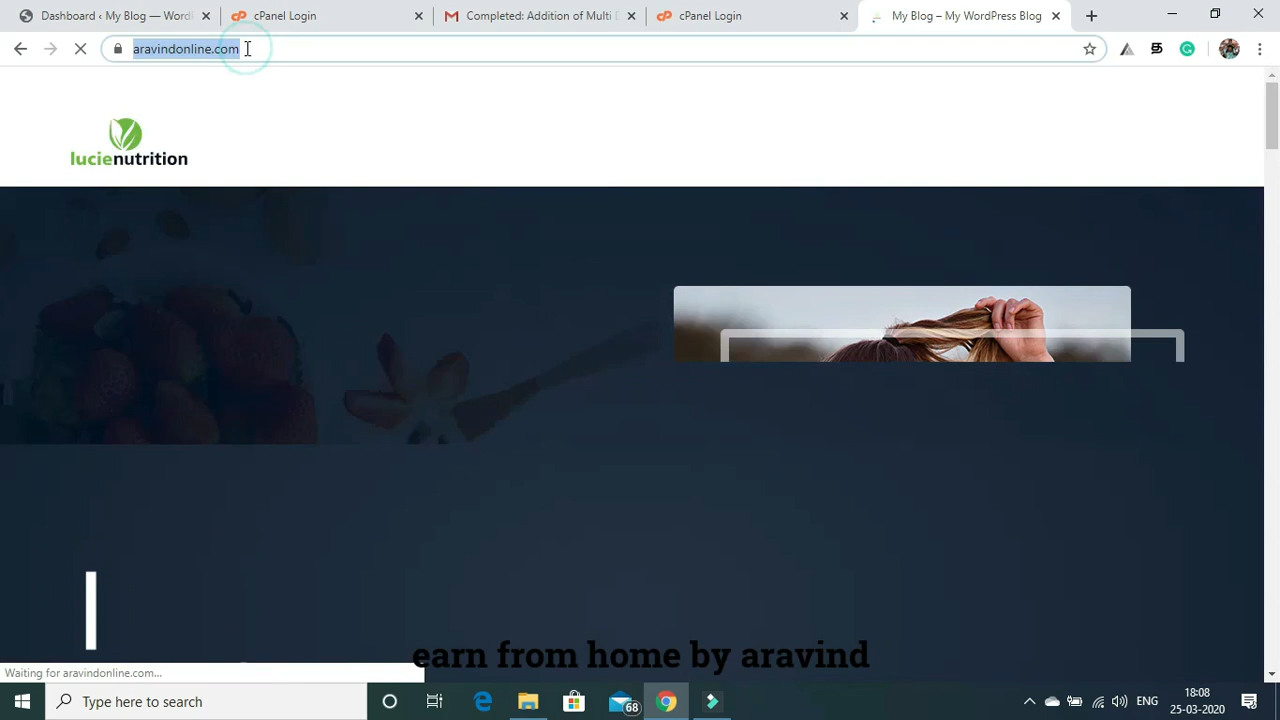 Dashboard ‹ My Blog — Word
cPanel Login
Completed: Addition of Multi D
cPanel Login
My Blog – My WordPress Blog
aravindonline.com
lucienutrition
earn from home by aravind
Waiting for aravindonline.com...
Type here to search
68
ENG
18:08
25-03-2020